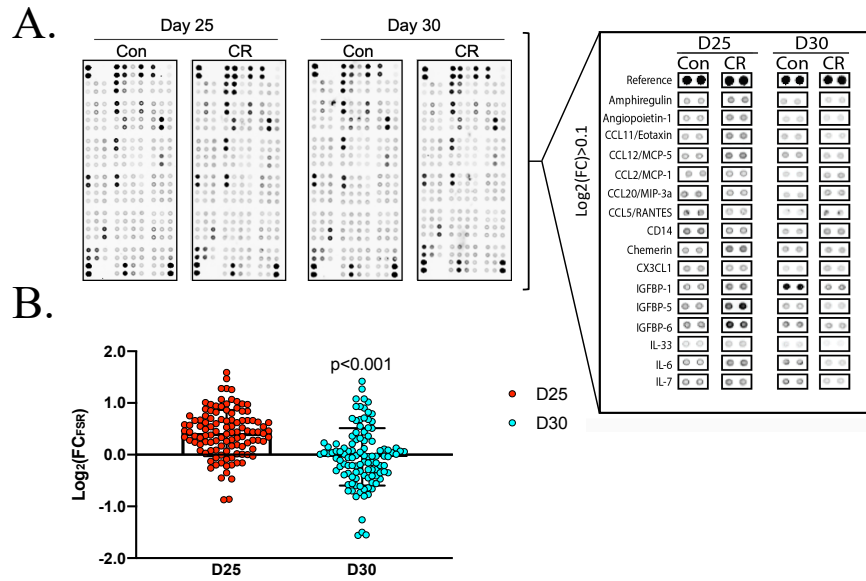 A.
Day 25
Day 30
Con
CR
Con
CR
D25
D30
Con
CR
Con
CR
Log2(FC)>0.1
Reference
Amphiregulin
Angiopoietin-1
CCL11/Eotaxin
CCL12/MCP-5
CCL2/MCP-1
CCL20/MIP-3a
CCL5/RANTES
CD14
Chemerin
CX3CL1
IGFBP-1
IGFBP-5
IGFBP-6
IL-33
IL-6
IL-7
B.
Log2(FCFSR)
2.0
1.0
0.0
-1.0
-2.0
p<0.001
D25
D30
D25
D30